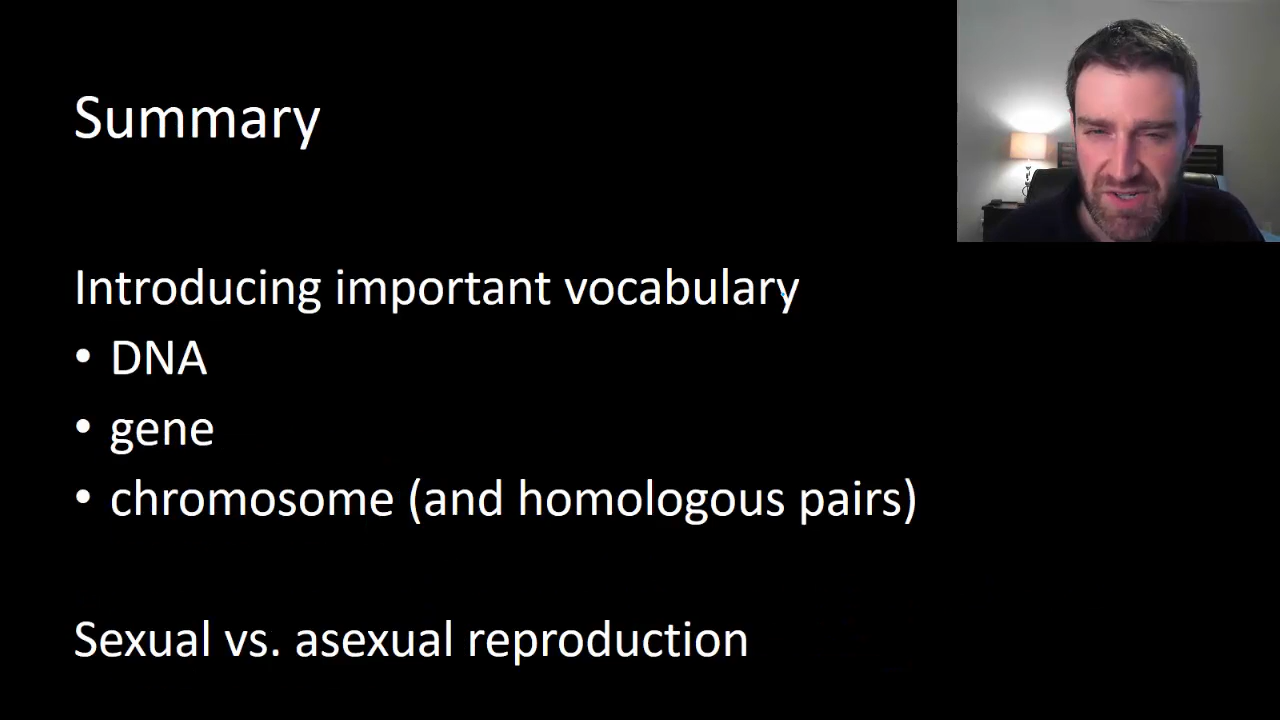 Summary
Introducing important vocabulary
• DNA
• gene
• chromosome (and homologous pairs)
Sexual vs. asexual reproduction